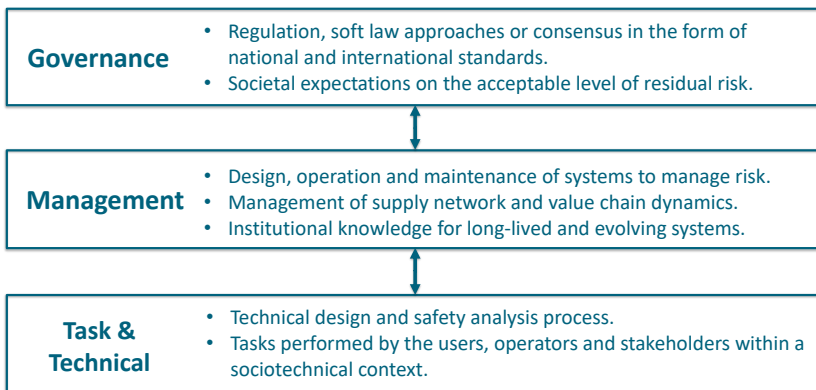 Governance
• Regulation, soft law approaches or consensus in the form of
national and international standards.
• Societal expectations on the acceptable level of residual risk.
Management
• Design, operation and maintenance of systems to manage risk.
• Management of supply network and value chain dynamics.
• Institutional knowledge for long-lived and evolving systems.
Task &
Technical
• Technical design and safety analysis process.
• Tasks performed by the users, operators and stakeholders within a
sociotechnical context.